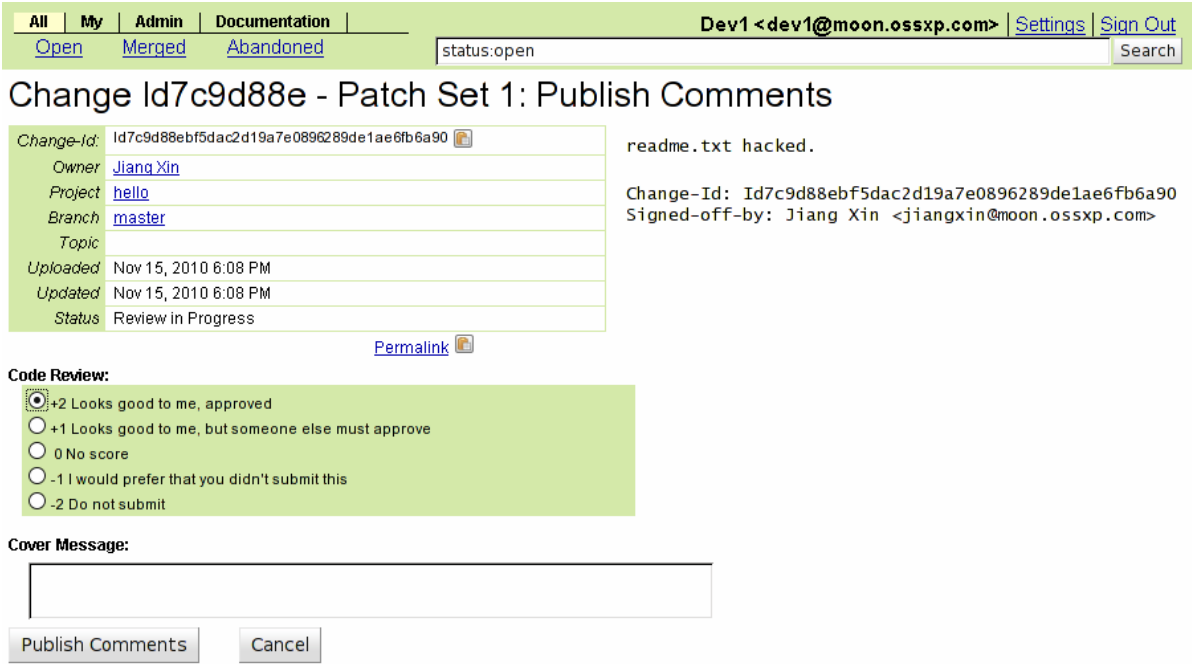 All My Admin Documentation
Dev1 <dev1@moon.ossxp.com> Settings Sign Out
Open Merged Abandoned
status:open Search
Change Id7c9d88e - Patch Set 1: Publish Comments
Change-Id: Id7c9d88ebf5dac2d19a7e0896289de1ae6fb6a90
Owner Jiang Xin
Project hello
Branch master
Topic
Uploaded Nov 15, 2010 6:08 PM
Updated Nov 15, 2010 6:08 PM
Status Review in Progress
Permalink
readme.txt hacked.
Change-Id: Id7c9d88ebf5dac2d19a7e0896289de1ae6fb6a90
Signed-off-by: Jiang Xin <jiangxin@moon.ossxp.com>
Code Review:
+2 Looks good to me, approved
+1 Looks good to me, but someone else must approve
0 No score
-1 I would prefer that you didn't submit this
-2 Do not submit
Cover Message:
Publish Comments Cancel